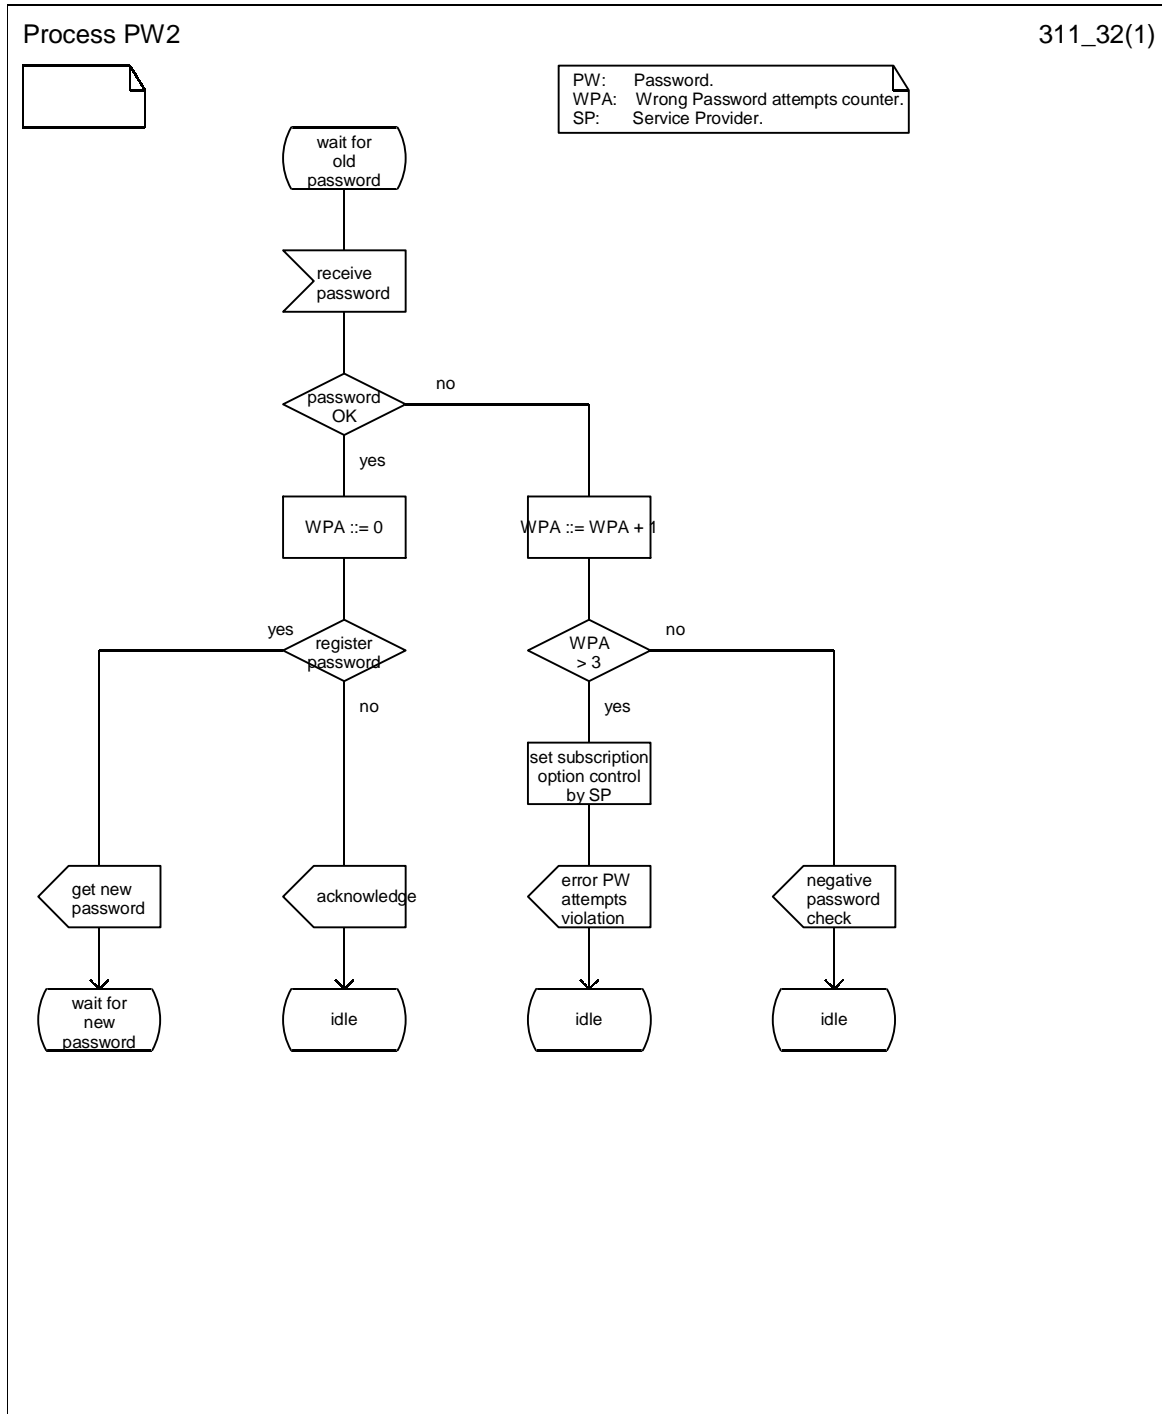 Process PW2
311_32(1)
PW: Password.
WPA: Wrong Password attempts counter.
SP: Service Provider.
wait for
old
password
receive
password
password
OK
no
yes
WPA ::= 0
WPA ::= WPA + 1
yes
register
password
no
WPA
> 3
no
yes
set subscription
option control
by SP
get new
password
acknowledge
error PW
attempts
violation
negative
password
check
wait for
new
password
idle
idle
idle